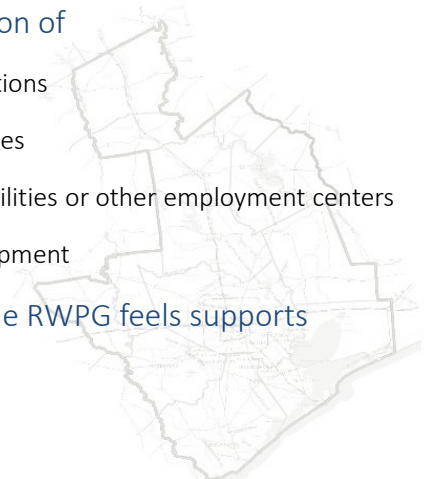 on of
tions
es
ilities or other employment centers
pment
e RWPG feels supports